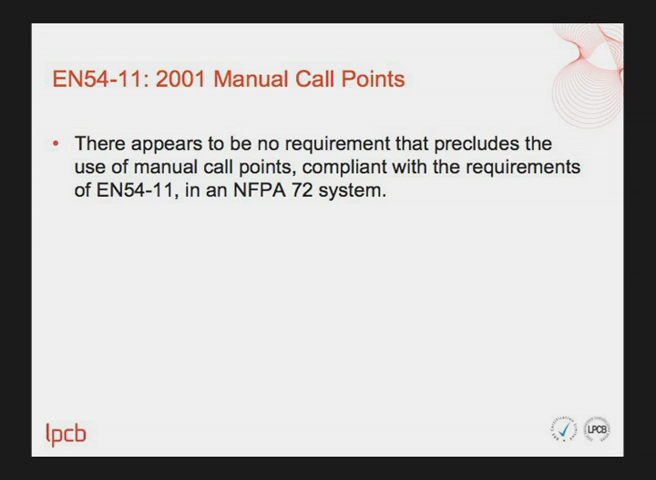 EN54-11: 2001 Manual Call Points
• There appears to be no requirement that precludes the
use of manual call points, compliant with the requirements
of EN54-11, in an NFPA 72 system.
lpcb
LPCB